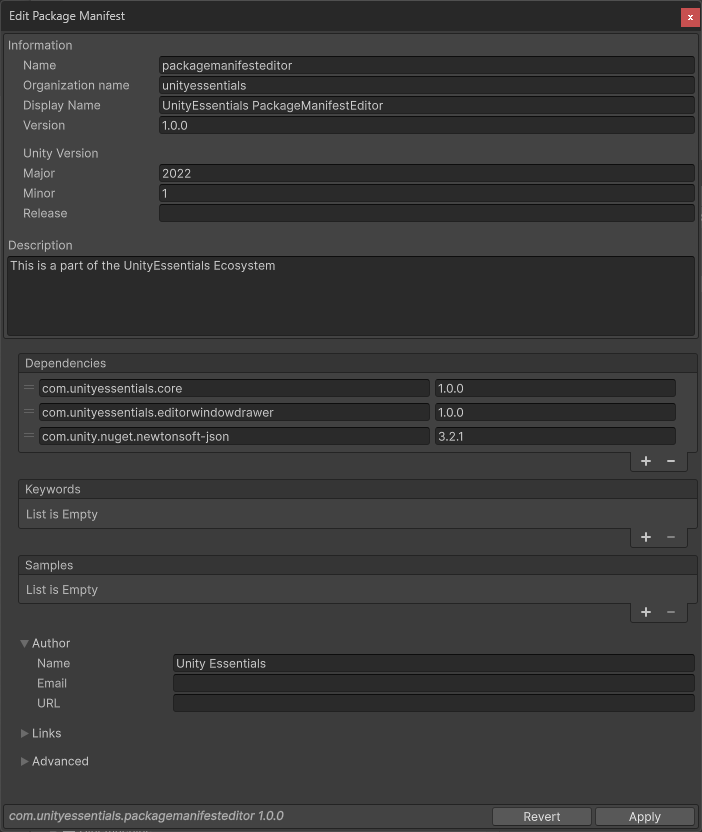 Edit Package Manifest
x
Information
Name packagemanifesteditor
Organization name unityessentials
Display Name UnityEssentials PackageManifestEditor
Version 1.0.0
Unity Version
Major 2022
Minor 1
Release
Description
This is a part of the UnityEssentials Ecosystem
Dependencies
com.unityessentials.core 1.0.0
com.unityessentials.editorwindowdrawer 1.0.0
com.unity.nuget.newtonsoft-json 3.2.1
+ −
Keywords
List is Empty
+ −
Samples
List is Empty
+ −
Author
Name Unity Essentials
Email
URL
Links
Advanced
com.unityessentials.packagemanifesteditor 1.0.0 Revert Apply